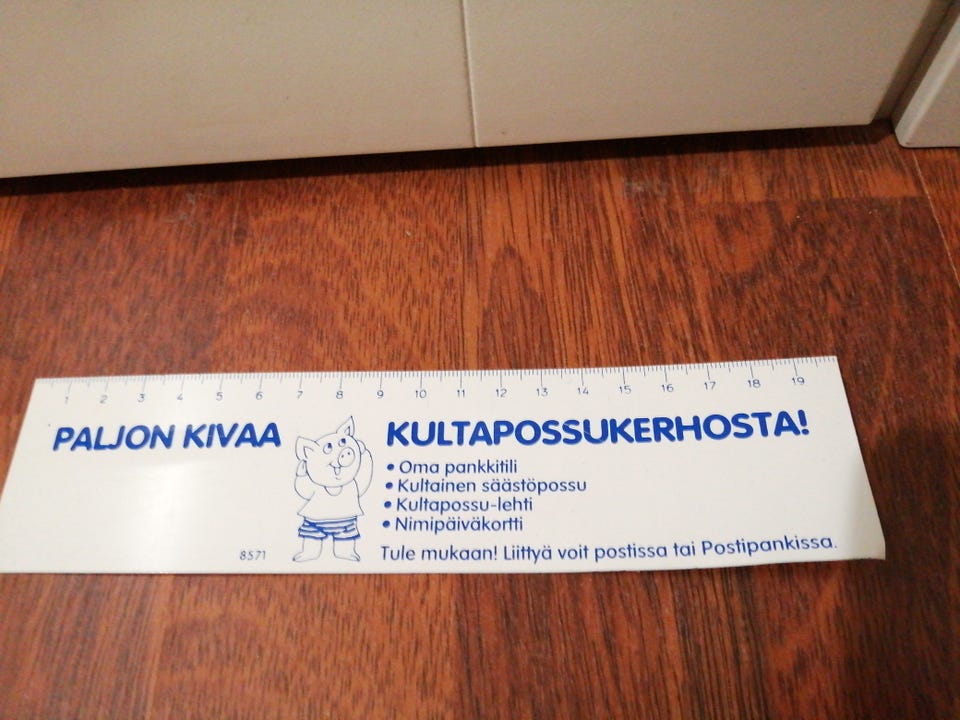 1 2 3 4 5 6 7 8 9 10 11 12 13 14 15 16 17 18 19
PALJON KIVAA KULTAPOSSUKERHOSTA!
• Oma pankkitili
• Kultainen säästöpossu
• Kultapossu-lehti
• Nimipäiväkortti
8571
Tule mukaan! Liittyä voit postissa tai Postipankissa.